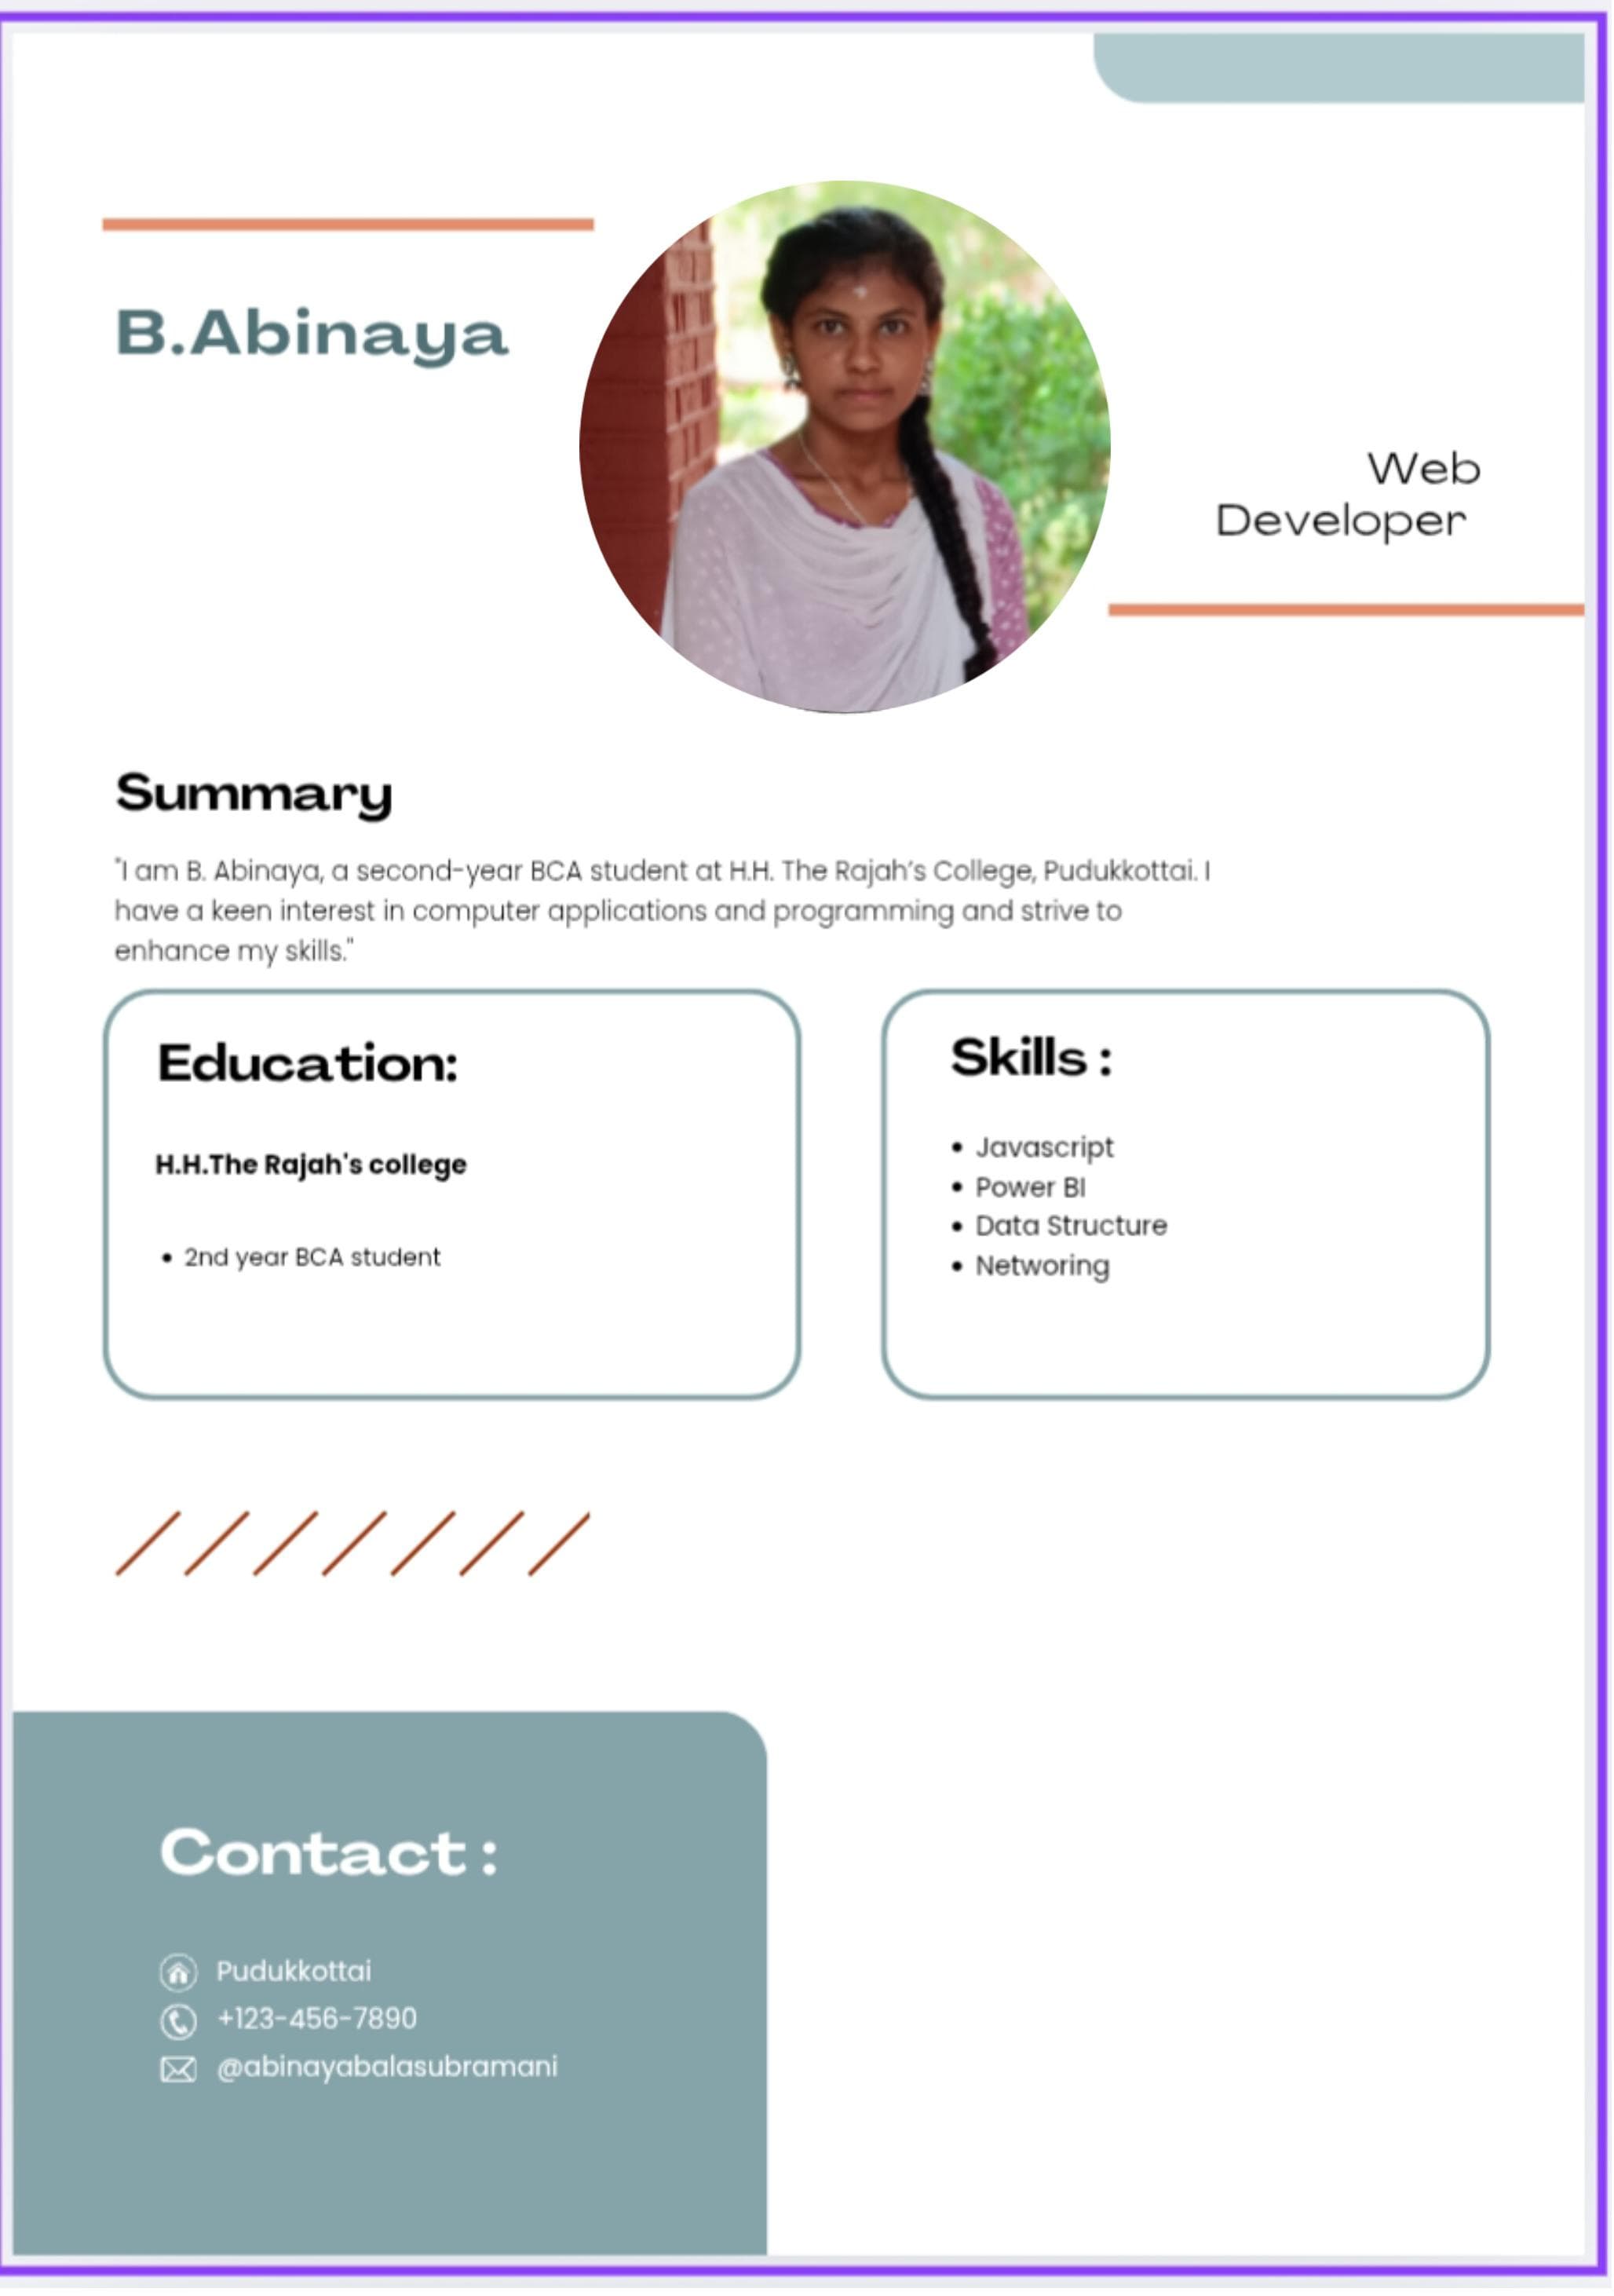 B.Abinaya
Web
Developer
Summary
"I am B. Abinaya, a second-year BCA student at H.H. The Rajah’s College, Pudukkottai. I
have a keen interest in computer applications and programming and strive to
enhance my skills."
Education:
H.H.The Rajah's college
• 2nd year BCA student
Skills :
• Javascript
• Power BI
• Data Structure
• Networing
Contact :
Pudukkottai
+123-456-7890
@abinayabalasubramani